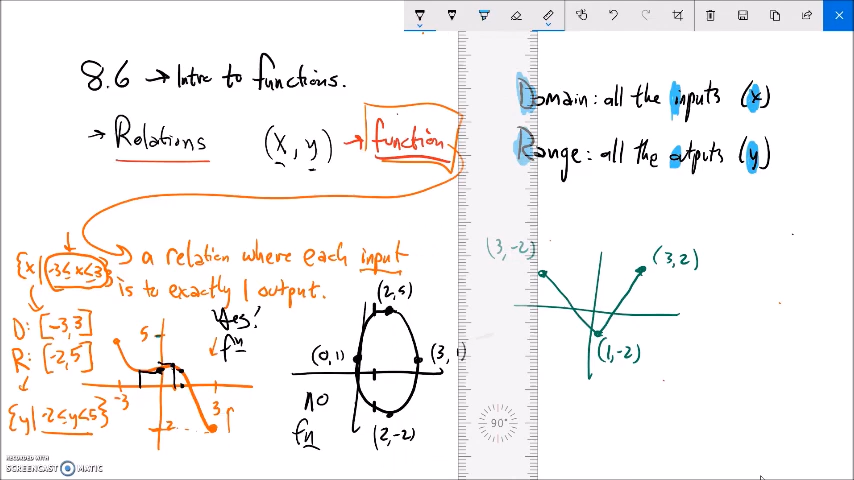 8.6 → Intro to functions.
→ Relations (x, y) → function
Domain: all the inputs (x)
Range: all the outputs (y)
{x| -3≤x≤3}
a relation where each input
is to exactly 1 output.
D: [-3,3]
R: [-2,5]
{y| -2≤y≤5}
5
-3
3
-2
Yes!
fn
(2,5)
(0,1)
(3,1)
(2,-2)
no
fn
(3,-2)
(3,2)
(1,-2)
90°
RECORDED WITH
SCREENCAST MATIC